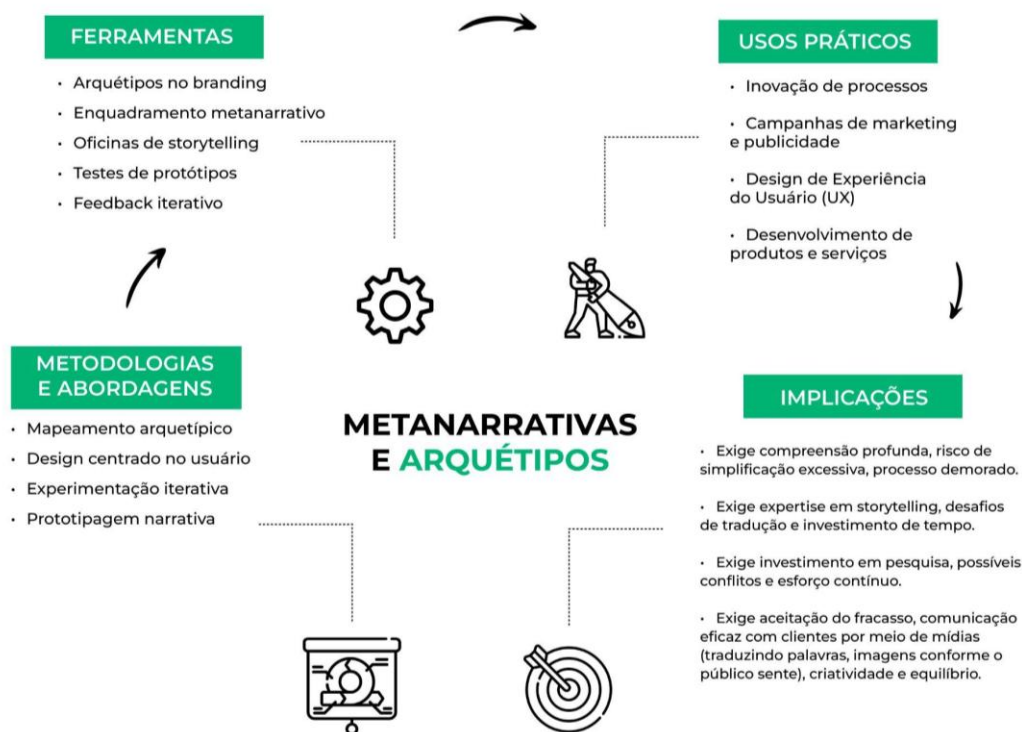 FERRAMENTAS
• Arquétipos no branding
• Enquadramento metanarrativo
• Oficinas de storytelling
• Testes de protótipos
• Feedback iterativo
USOS PRÁTICOS
• Inovação de processos
• Campanhas de marketing
e publicidade
• Design de Experiência
do Usuário (UX)
• Desenvolvimento de
produtos e serviços
METODOLOGIAS
E ABORDAGENS
• Mapeamento arquetípico
• Design centrado no usuário
• Experimentação iterativa
• Prototipagem narrativa
METANARRATIVAS
E ARQUÉTIPOS
IMPLICAÇÕES
• Exige compreensão profunda, risco de
simplificação excessiva, processo demorado.
• Exige expertise em storytelling, desafios
de tradução e investimento de tempo.
• Exige investimento em pesquisa, possíveis
conflitos e esforço contínuo.
• Exige aceitação do fracasso, comunicação
eficaz com clientes por meio de mídias
(traduzindo palavras, imagens conforme o
público sente), criatividade e equilíbrio.